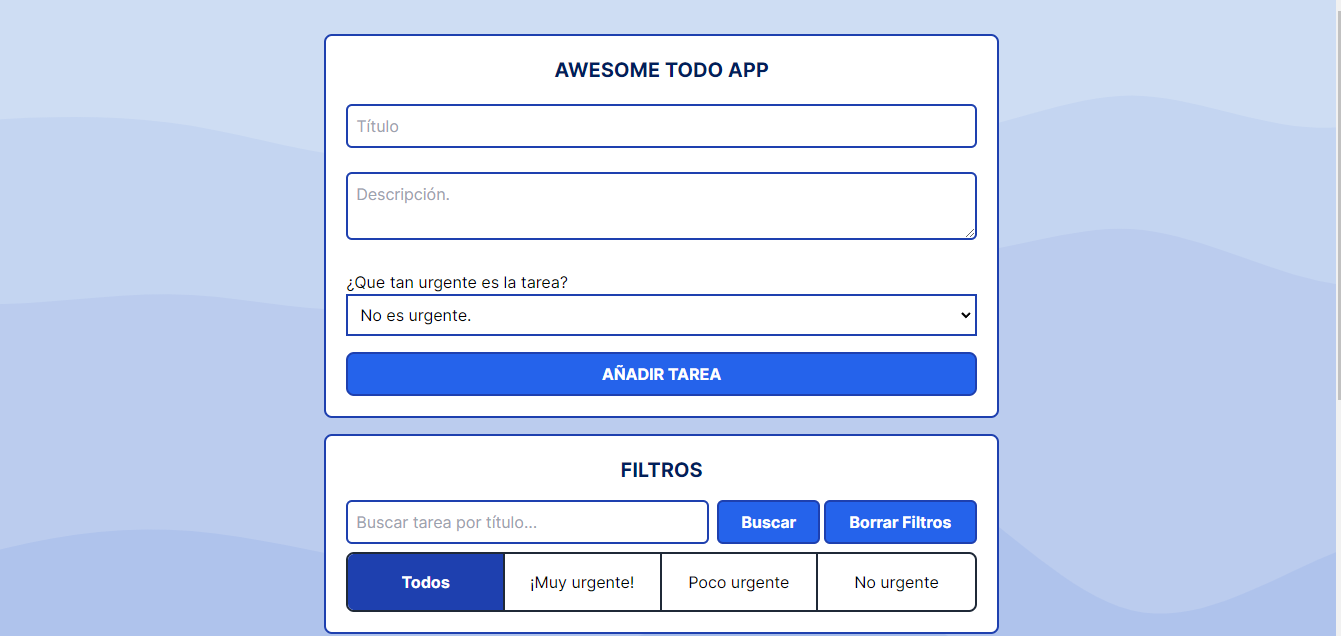 AWESOME TODO APP
Título
Descripción.
¿Que tan urgente es la tarea?
No es urgente.
AÑADIR TAREA
FILTROS
Buscar tarea por título... Buscar Borrar Filtros
Todos ¡Muy urgente! Poco urgente No urgente